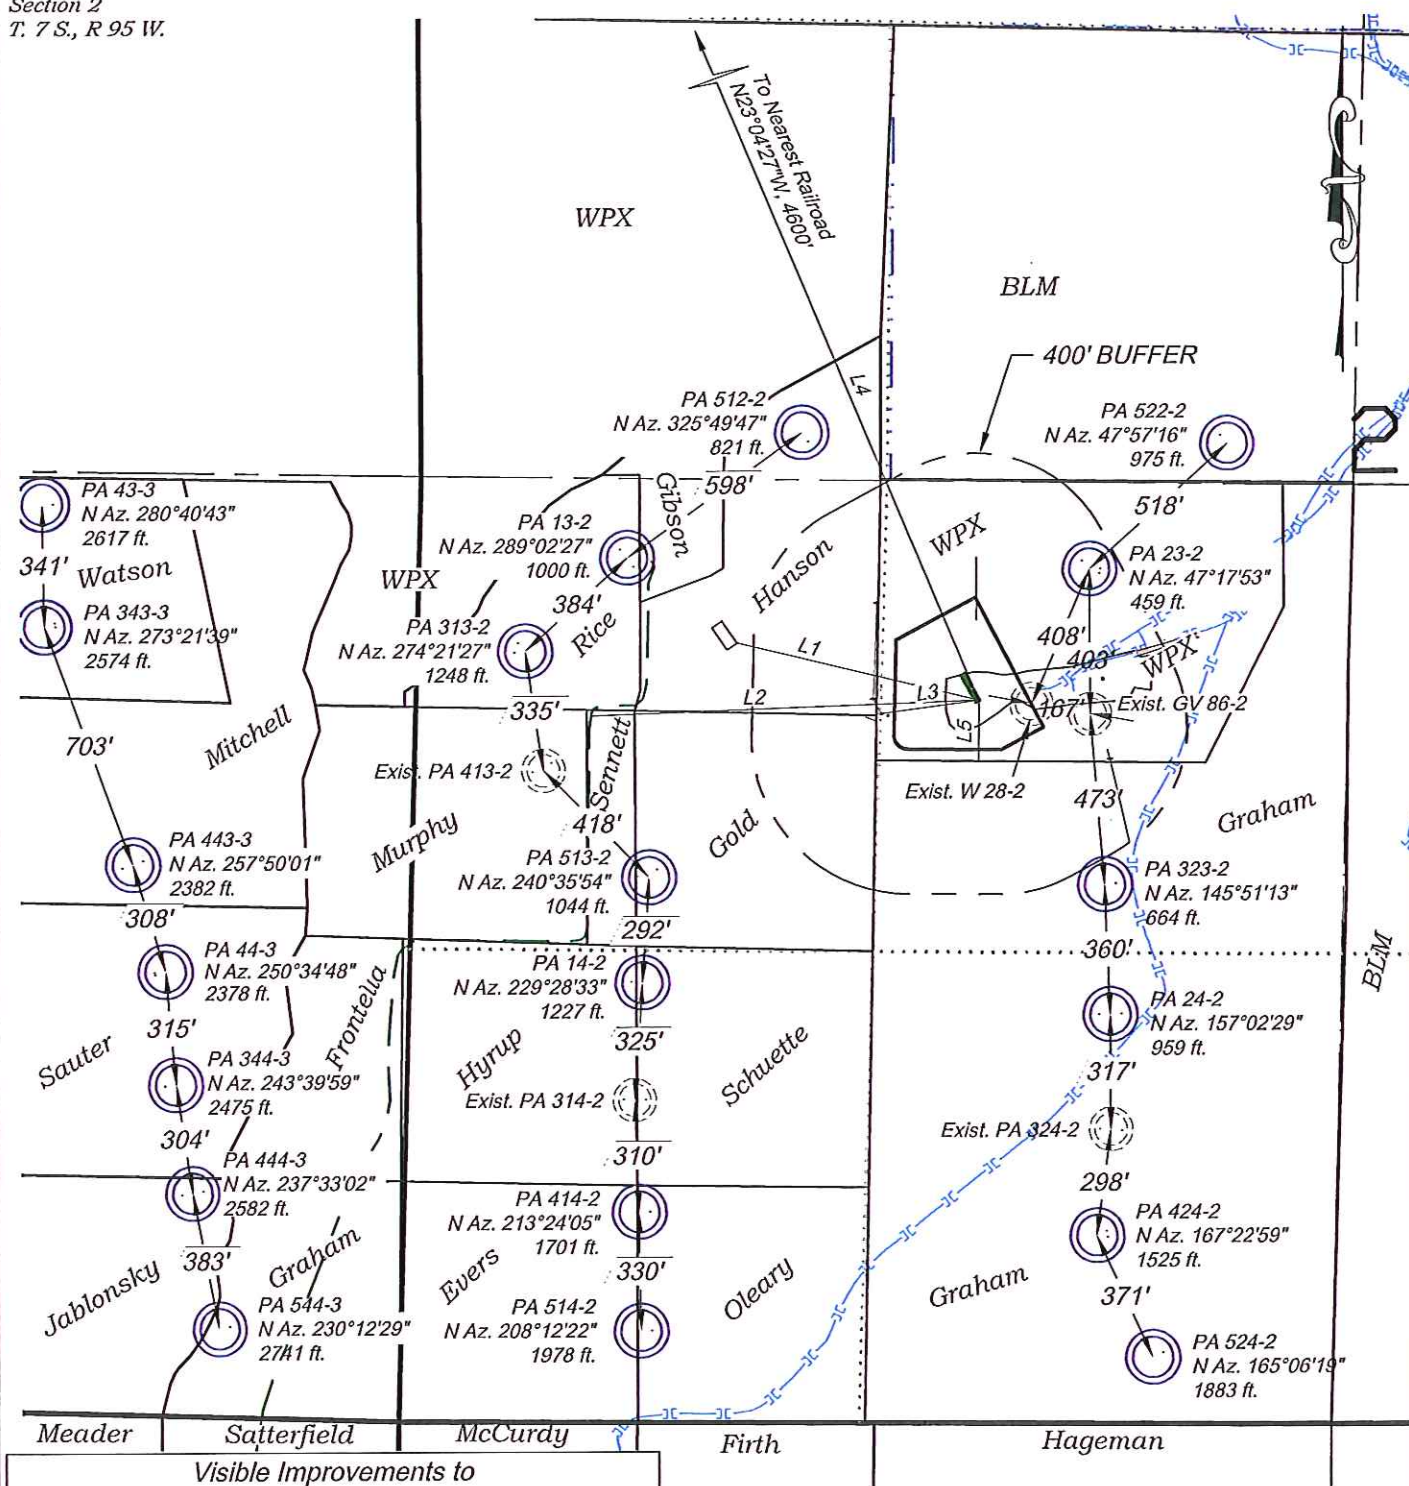 Section 2
T. 7 S., R 95 W.
To Nearest Railroad
N23°04'27"W, 4600'
WPX
BLM
400' BUFFER
L4
PA 512-2
N Az. 325°49'47"
821 ft.
PA 522-2
N Az. 47°57'16"
975 ft.
598'
518'
Gibson
PA 43-3
N Az. 280°40'43"
2617 ft.
341'
Watson
WPX
PA 13-2
N Az. 289°02'27"
1000 ft.
384'
Rice
Hanson
WPX
PA 23-2
N Az. 47°17'53"
459 ft.
408'
403'
WPX
PA 343-3
N Az. 273°21'39"
2574 ft.
PA 313-2
N Az. 274°21'27"
1248 ft.
L1
L2
L3
L5
167'
Exist. GV 86-2
335'
703'
Mitchell
Exist. PA 413-2
Sennett
Exist. W 28-2
473'
Graham
418'
Murphy
Gold
PA 443-3
N Az. 257°50'01"
2382 ft.
PA 513-2
N Az. 240°35'54"
1044 ft.
PA 323-2
N Az. 145°51'13"
664 ft.
308'
292'
360'
BLM
PA 44-3
N Az. 250°34'48"
2378 ft.
Frontella
PA 14-2
N Az. 229°28'33"
1227 ft.
PA 24-2
N Az. 157°02'29"
959 ft.
315'
325'
317'
Sauter
Hyrup
Schuette
PA 344-3
N Az. 243°39'59"
2475 ft.
Exist. PA 314-2
Exist. PA 324-2
304'
310'
298'
PA 444-3
N Az. 237°33'02"
2582 ft.
PA 414-2
N Az. 213°24'05"
1701 ft.
PA 424-2
N Az. 167°22'59"
1525 ft.
383'
330'
371'
Jablonsky
Graham
Evers
Oleary
Graham
PA 544-3
N Az. 230°12'29"
2741 ft.
PA 514-2
N Az. 208°12'22"
1978 ft.
PA 524-2
N Az. 165°06'19"
1883 ft.
Meader
Satterfield
McCurdy
Firth
Hageman
Visible Improvements to